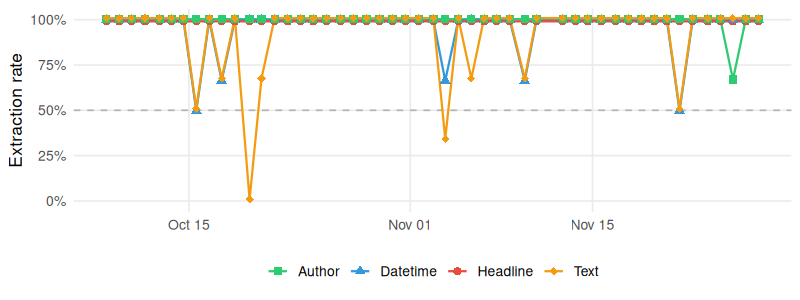 Extraction rate
100%
75%
50%
25%
0%
Oct 15 Nov 01 Nov 15
Author Datetime Headline Text